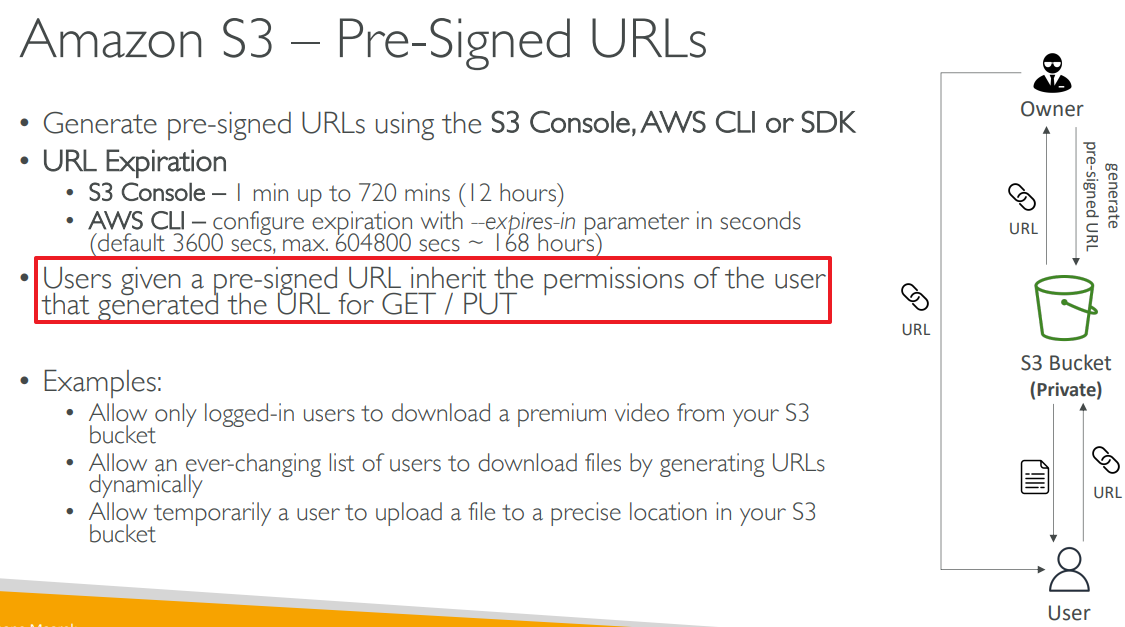 Amazon S3 – Pre-Signed URLs
• Generate pre-signed URLs using the S3 Console, AWS CLI or SDK
• URL Expiration
• S3 Console – 1 min up to 720 mins (12 hours)
• AWS CLI – configure expiration with --expires-in parameter in seconds
(default 3600 secs, max. 604800 secs ~ 168 hours)
• Users given a pre-signed URL inherit the permissions of the user
that generated the URL for GET / PUT
• Examples:
• Allow only logged-in users to download a premium video from your S3
bucket
• Allow an ever-changing list of users to download files by generating URLs
dynamically
• Allow temporarily a user to upload a file to a precise location in your S3
bucket
Owner
generate
pre-signed URL
URL
URL
S3 Bucket
(Private)
URL
User